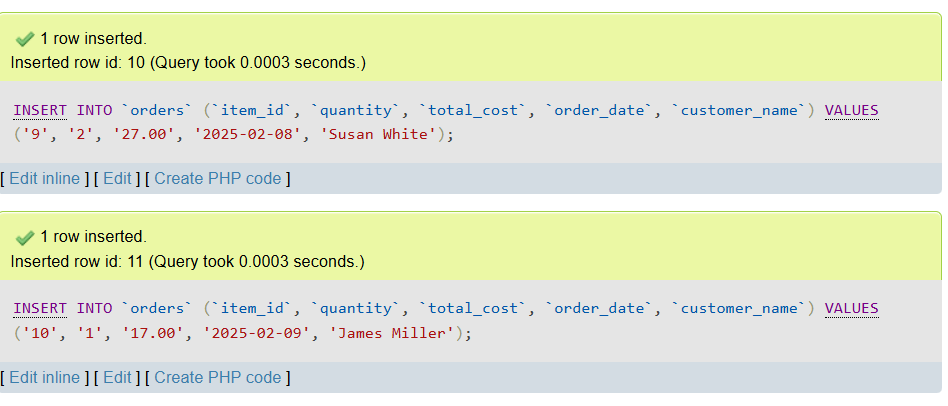 1 row inserted.
Inserted row id: 10 (Query took 0.0003 seconds.)
INSERT INTO `orders` (`item_id`, `quantity`, `total_cost`, `order_date`, `customer_name`) VALUES
('9', '2', '27.00', '2025-02-08', 'Susan White');
[ Edit inline ] [ Edit ] [ Create PHP code ]
1 row inserted.
Inserted row id: 11 (Query took 0.0003 seconds.)
INSERT INTO `orders` (`item_id`, `quantity`, `total_cost`, `order_date`, `customer_name`) VALUES
('10', '1', '17.00', '2025-02-09', 'James Miller');
[ Edit inline ] [ Edit ] [ Create PHP code ]